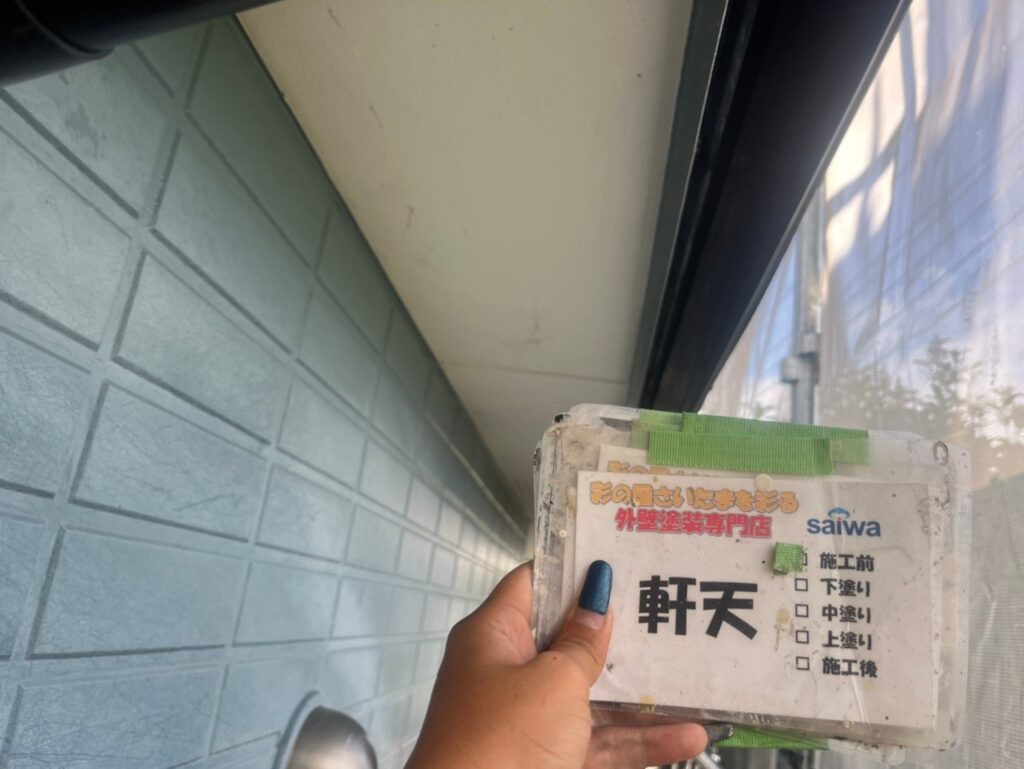 彩の国さいたまを彩る
外壁塗装専門店
saiwa
軒天
施工前
下塗り
中塗り
上塗り
施工後